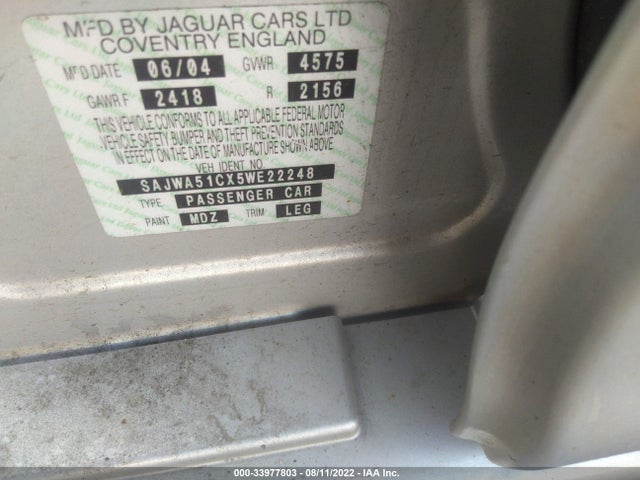 MFD BY JAGUAR CARS LTD
COVENTRY ENGLAND
MFD DATE 06/04 GVWR 4575
GAWR F 2418 R 2156
THIS VEHICLE CONFORMS TO ALL APPLICABLE FEDERAL MOTOR
VEHICLE SAFETY BUMPER AND THEFT PREVENTION STANDARDS
IN EFFECT ON THE DATE OF MANUFACTURE SHOWN ABOVE
VEH IDENT NO
SAJWA51CX5WE22248
TYPE PASSENGER CAR
PAINT MDZ TRIM LEG
000-33977803 - 08/11/2022 - IAA Inc.